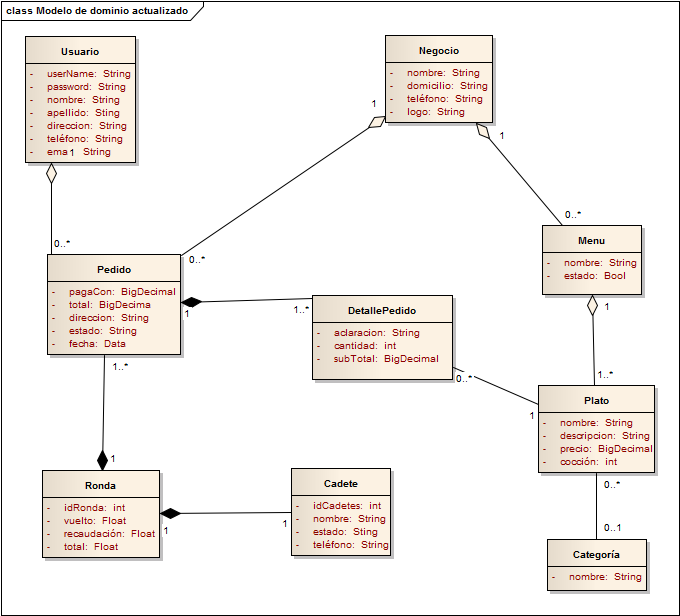 class Modelo de dominio actualizado
Usuario
- userName: String
- password: String
- nombre: String
- apellido: String
- direccion: String
- teléfono: String
- ema1 String
Negocio
- nombre: String
- domicilio: String
- teléfono: String
- logo: String
1
1
0..*
0..*
0..*
Menu
- nombre: String
- estado: Bool
1
1..*
Pedido
- pagaCon: BigDecimal
- total: BigDecima
- direccion: String
- estado: String
- fecha: Data
1
1..*
DetallePedido
- aclaracion: String
- cantidad: int
- subTotal: BigDecimal
0..*
1
Plato
- nombre: String
- descripcion: String
- precio: BigDecimal
- cocción: int
1..*
1
Ronda
- idRonda: int
- vuelto: Float
- recaudación: Float
- total: Float
1
1
Cadete
- idCadetes: int
- nombre: String
- estado: Sting
- teléfono: String
0..*
0..1
Categoría
- nombre: String